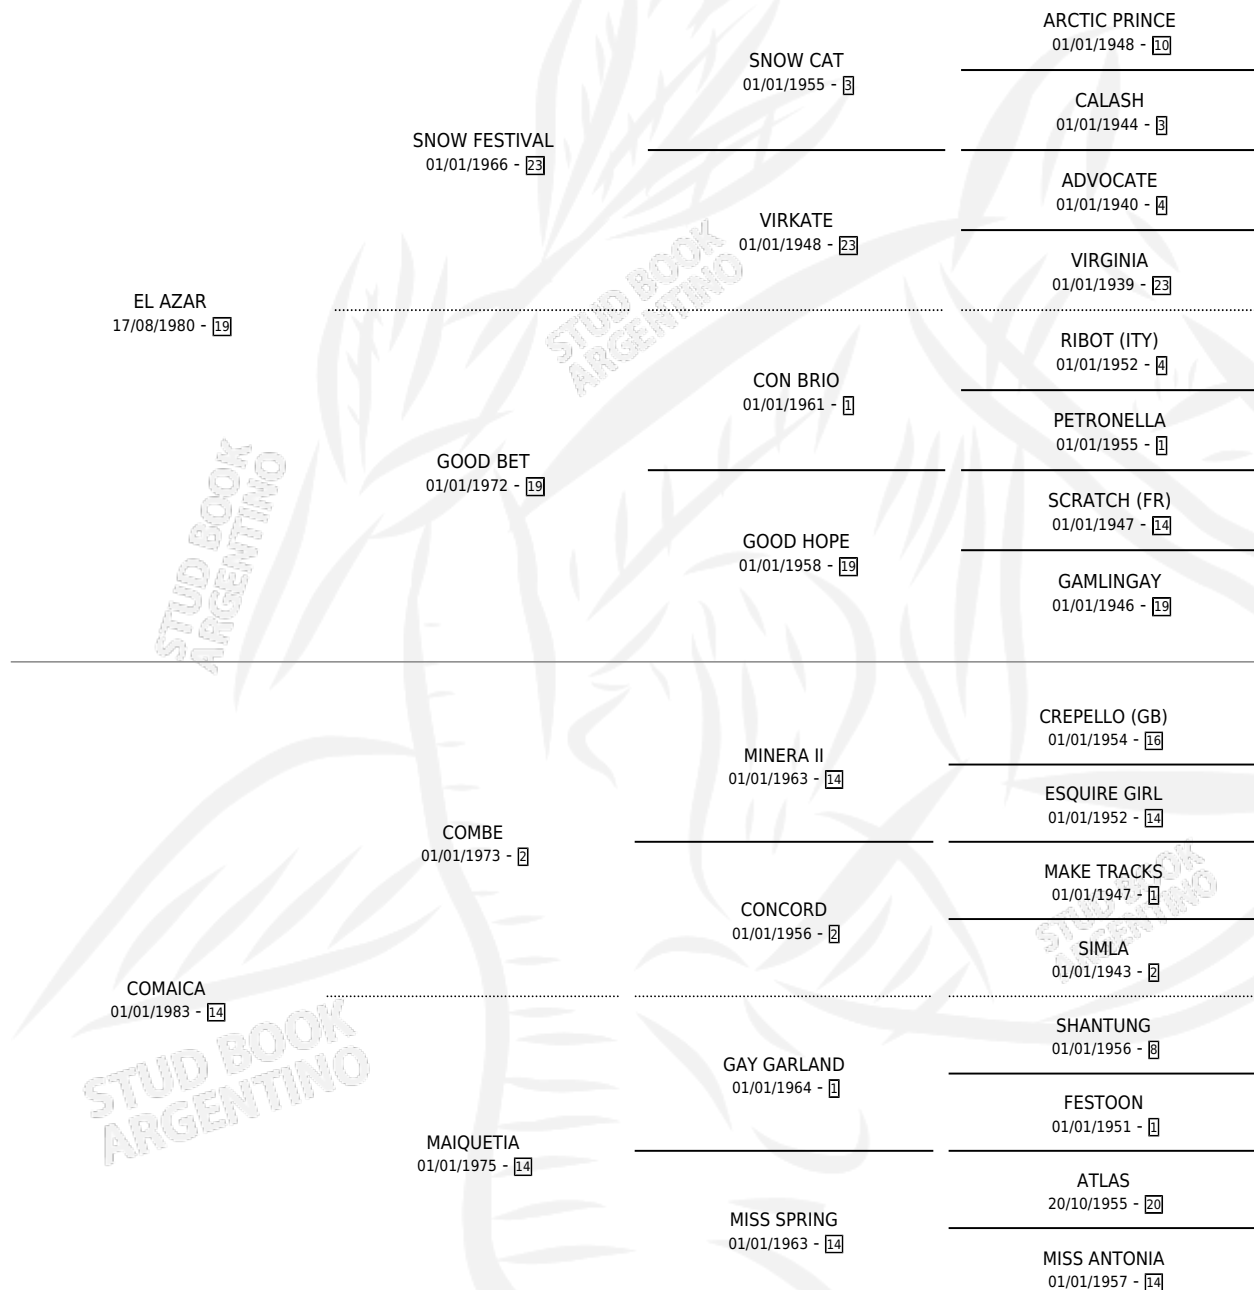 ARCTIC PRINCE
01/01/1948 - 10
SNOW CAT
01/01/1955 - 3
CALASH
01/01/1944 - 3
SNOW FESTIVAL
01/01/1966 - 23
ADVOCATE
01/01/1940 - 4
VIRKATE
01/01/1948 - 23
VIRGINIA
01/01/1939 - 23
EL AZAR
17/08/1980 - 19
STUD BOOK
ARGENTINO
RIBOT (ITY)
01/01/1952 - 4
CON BRIO
01/01/1961 - 1
PETRONELLA
01/01/1955 - 1
GOOD BET
01/01/1972 - 19
SCRATCH (FR)
01/01/1947 - 14
GOOD HOPE
01/01/1958 - 19
GAMLINGAY
01/01/1946 - 19
STUD BOOK
ARGENTINO
CREPELLO (GB)
01/01/1954 - 16
MINERA II
01/01/1963 - 14
ESQUIRE GIRL
01/01/1952 - 14
COMBE
01/01/1973 - 2
MAKE TRACKS
01/01/1947 - 1
CONCORD
01/01/1956 - 2
SIMLA
01/01/1943 - 2
STUD BOOK
ARGENTINO
COMAICA
01/01/1983 - 14
STUD BOOK
ARGENTINO
SHANTUNG
01/01/1956 - 8
GAY GARLAND
01/01/1964 - 1
FESTOON
01/01/1951 - 1
MAIQUETIA
01/01/1975 - 14
ATLAS
20/10/1955 - 20
MISS SPRING
01/01/1963 - 14
MISS ANTONIA
01/01/1957 - 14